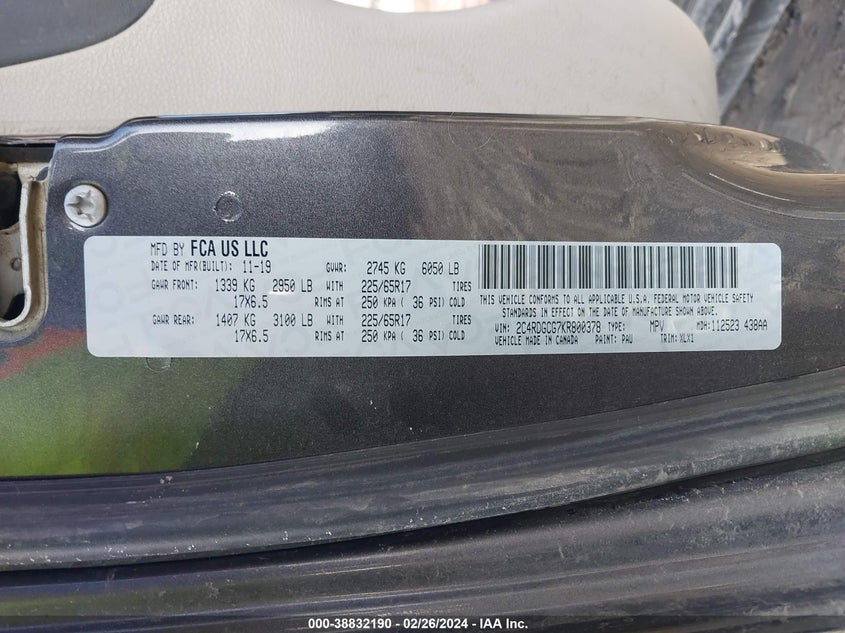 MFD BY FCA US LLC
DATE OF MFR(BUILT): 11-19 GVWR: 2745 KG 6050 LB
GAWR FRONT: 1339 KG 2950 LB WITH 225/65R17 TIRES
17X6.5 RIMS AT 250 KPA ( 36 PSI) COLD
GAWR REAR: 1407 KG 3100 LB WITH 225/65R17 TIRES
17X6.5 RIMS AT 250 KPA ( 36 PSI) COLD
THIS VEHICLE CONFORMS TO ALL APPLICABLE U.S.A. FEDERAL MOTOR VEHICLE SAFETY
STANDARDS IN EFFECT ON THE DATE OF MANUFACTURE SHOWN ABOVE.
VIN: 2C4RDGCG7KR800378 TYPE: MPV MDH: 112523 438AA
VEHICLE MADE IN CANADA PAINT: PAU TRIM: XLX1
000-38832190 - 02/26/2024 - IAA Inc.